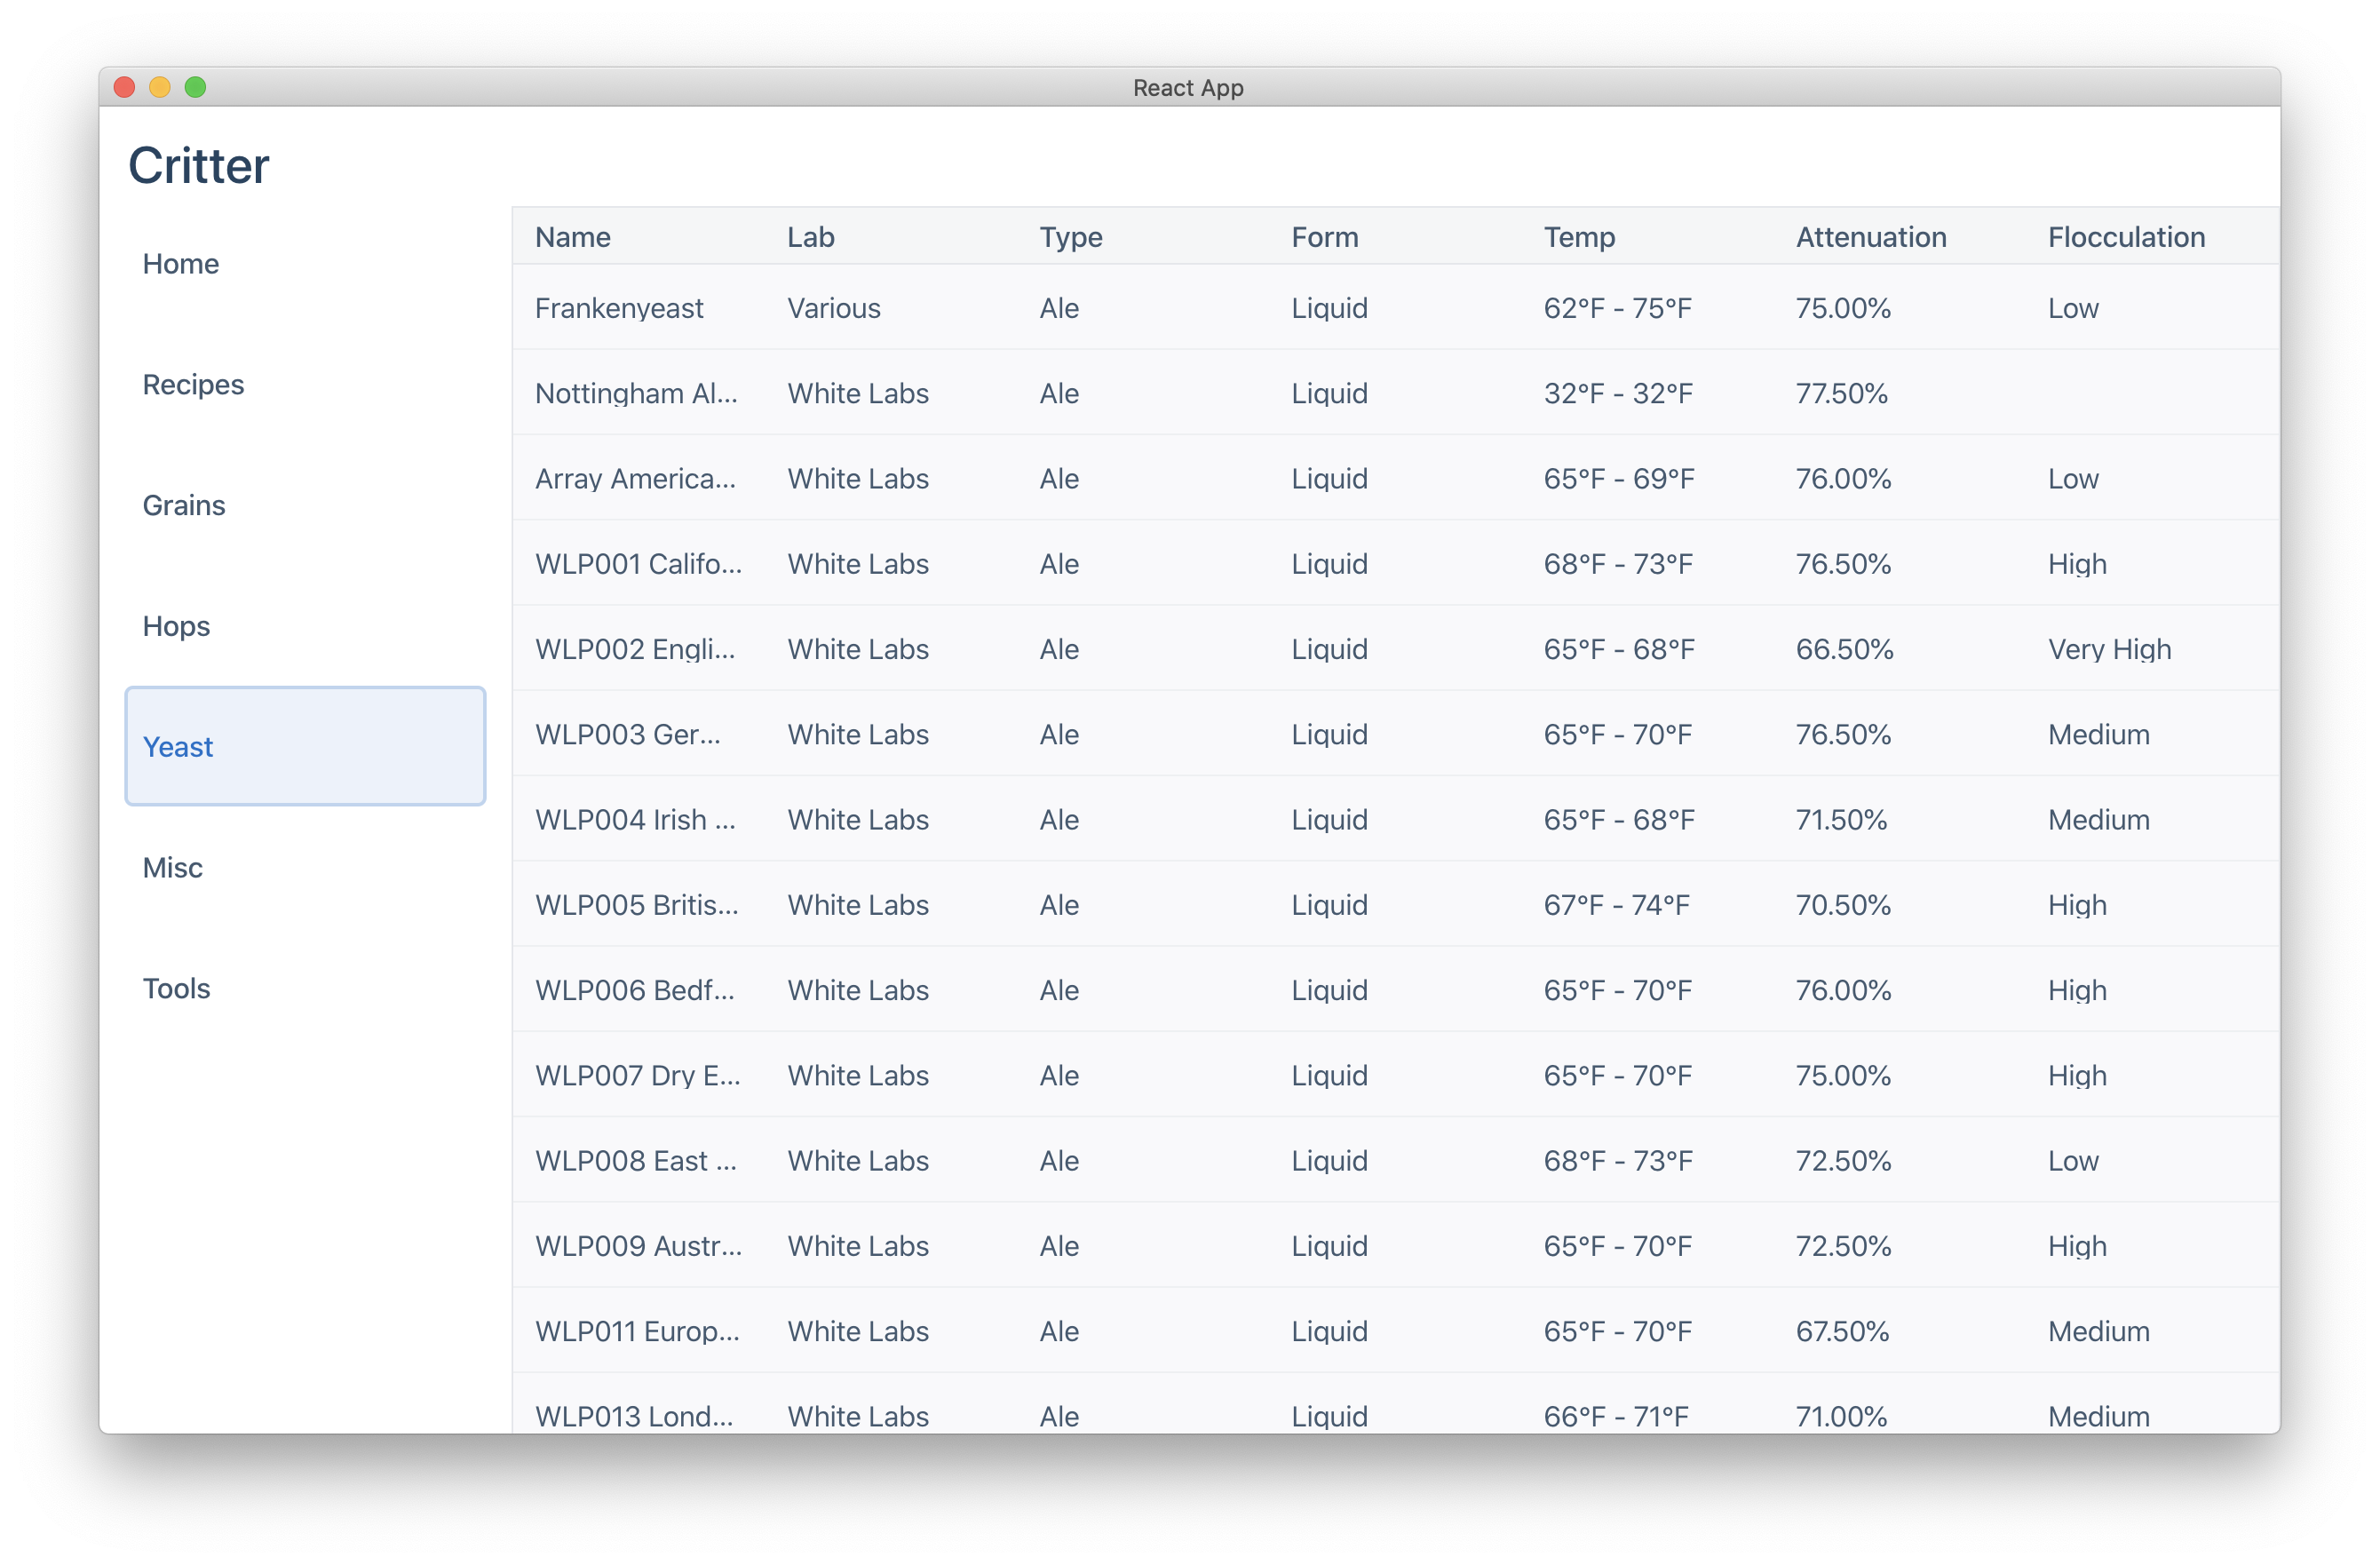 React App
Critter
Home
Recipes
Grains
Hops
Yeast
Misc
Tools
Name Lab Type Form Temp Attenuation Flocculation
Frankenyeast Various Ale Liquid 62°F - 75°F 75.00% Low
Nottingham Al... White Labs Ale Liquid 32°F - 32°F 77.50%
Array America... White Labs Ale Liquid 65°F - 69°F 76.00% Low
WLP001 Califo... White Labs Ale Liquid 68°F - 73°F 76.50% High
WLP002 Engli... White Labs Ale Liquid 65°F - 68°F 66.50% Very High
WLP003 Ger... White Labs Ale Liquid 65°F - 70°F 76.50% Medium
WLP004 Irish ... White Labs Ale Liquid 65°F - 68°F 71.50% Medium
WLP005 Britis... White Labs Ale Liquid 67°F - 74°F 70.50% High
WLP006 Bedf... White Labs Ale Liquid 65°F - 70°F 76.00% High
WLP007 Dry E... White Labs Ale Liquid 65°F - 70°F 75.00% High
WLP008 East ... White Labs Ale Liquid 68°F - 73°F 72.50% Low
WLP009 Austr... White Labs Ale Liquid 65°F - 70°F 72.50% High
WLP011 Europ... White Labs Ale Liquid 65°F - 70°F 67.50% Medium
WLP013 Lond... White Labs Ale Liquid 66°F - 71°F 71.00% Medium